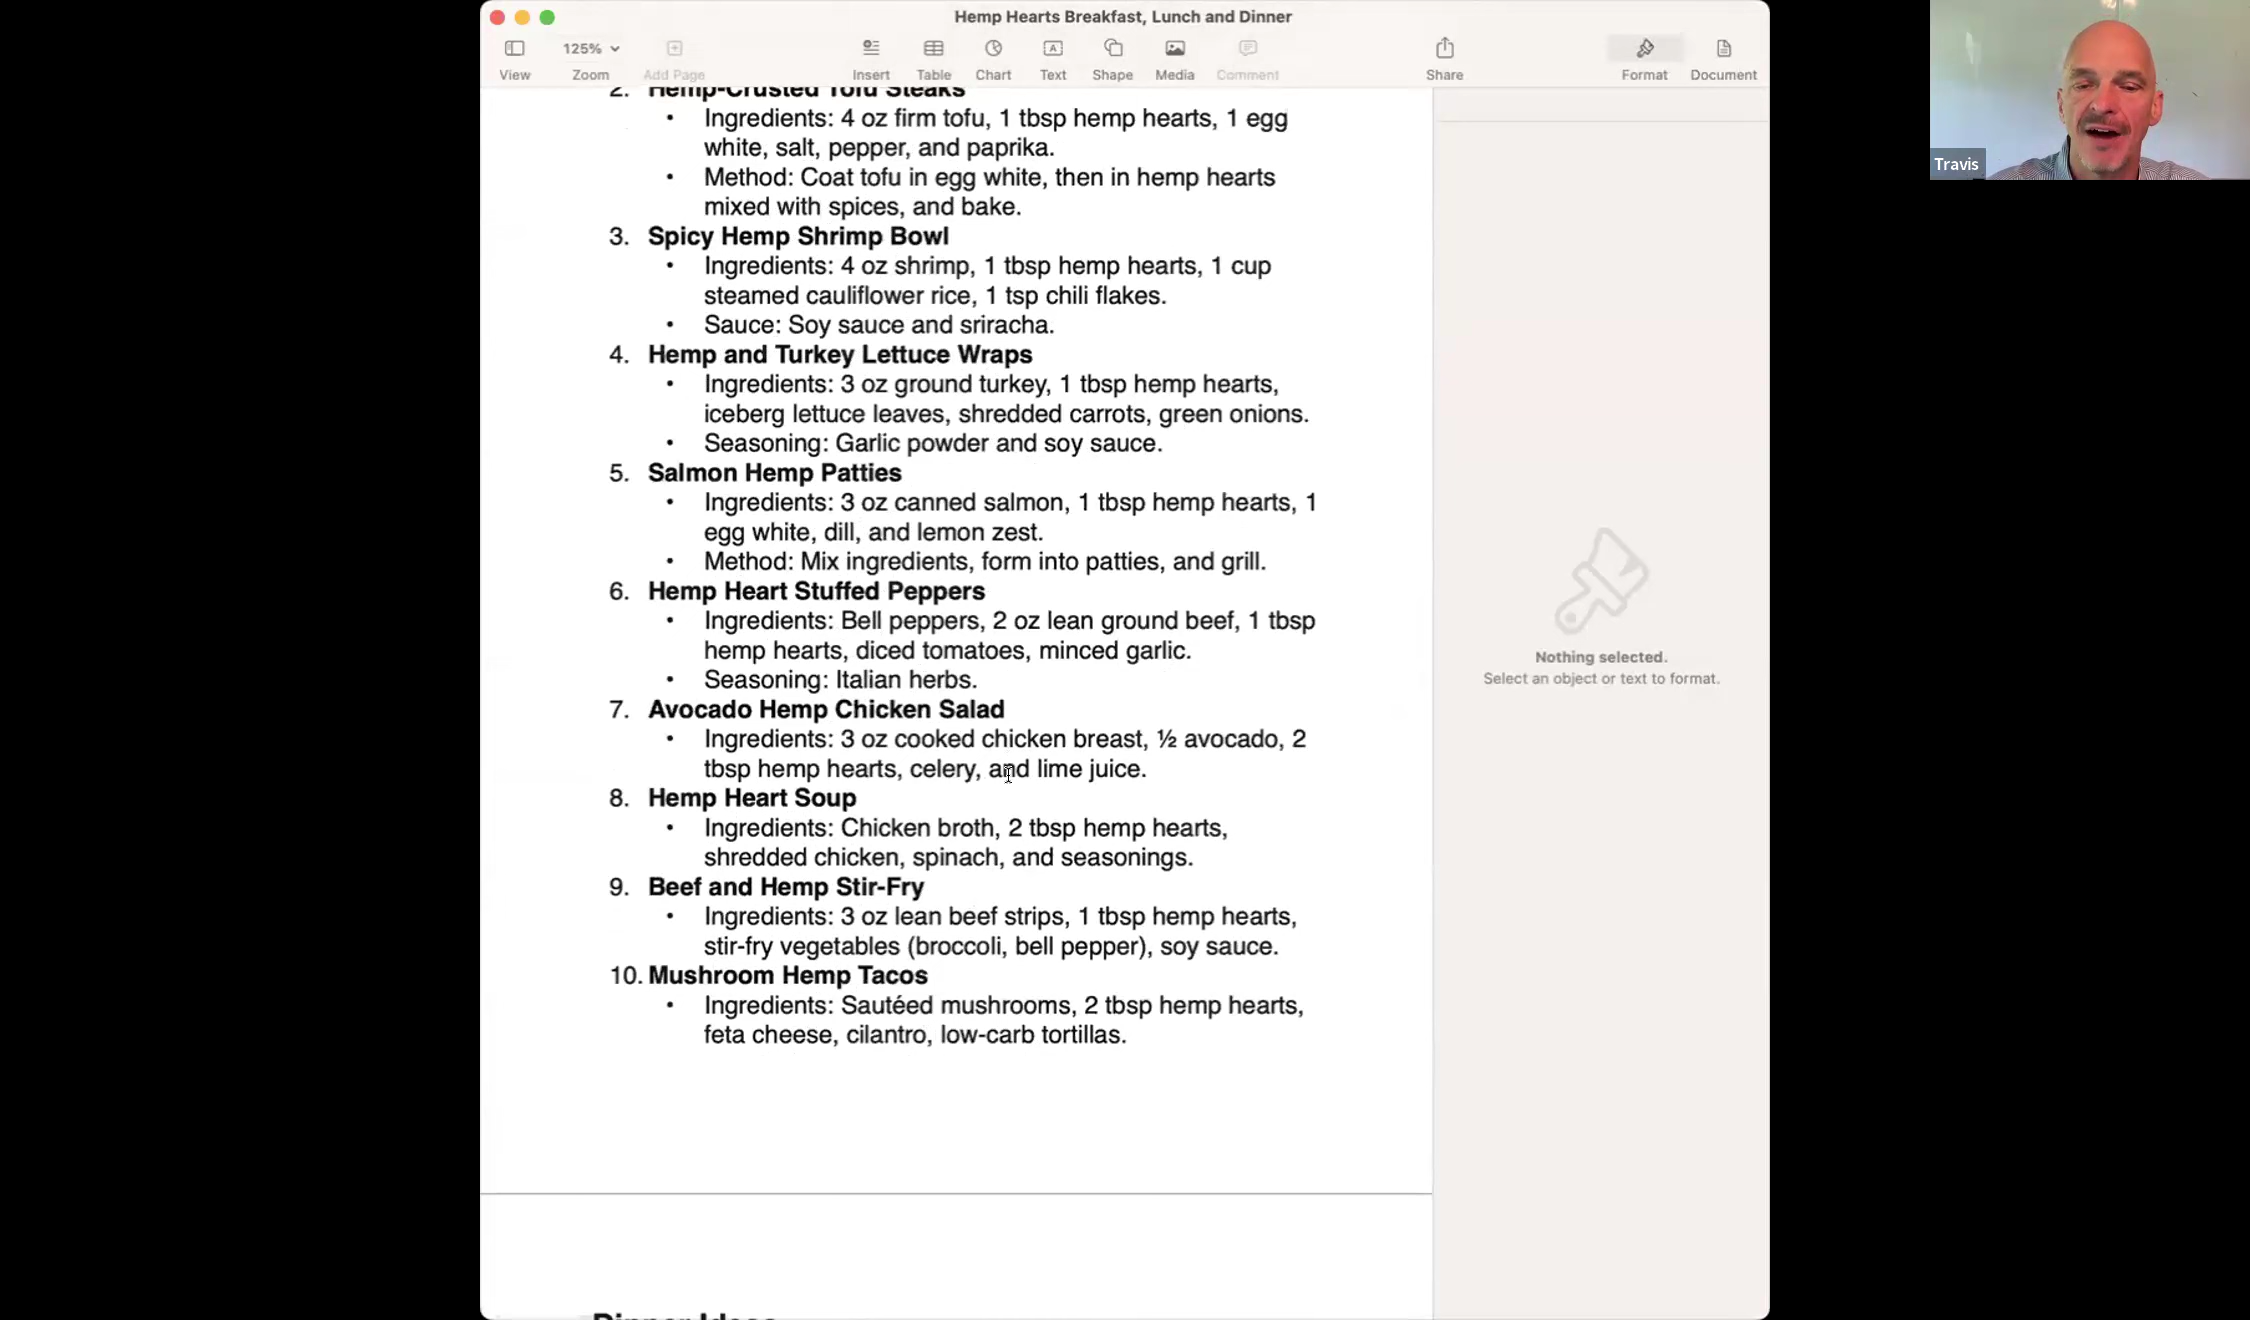 Hemp Hearts Breakfast, Lunch and Dinner
125%
View
Zoom
Add Page
Insert
Table
Chart
Text
Shape
Media
Comment
Share
Format
Document
2. Hemp-Crusted Tofu Steaks
• Ingredients: 4 oz firm tofu, 1 tbsp hemp hearts, 1 egg
white, salt, pepper, and paprika.
• Method: Coat tofu in egg white, then in hemp hearts
mixed with spices, and bake.
3. Spicy Hemp Shrimp Bowl
• Ingredients: 4 oz shrimp, 1 tbsp hemp hearts, 1 cup
steamed cauliflower rice, 1 tsp chili flakes.
• Sauce: Soy sauce and sriracha.
4. Hemp and Turkey Lettuce Wraps
• Ingredients: 3 oz ground turkey, 1 tbsp hemp hearts,
iceberg lettuce leaves, shredded carrots, green onions.
• Seasoning: Garlic powder and soy sauce.
5. Salmon Hemp Patties
• Ingredients: 3 oz canned salmon, 1 tbsp hemp hearts, 1
egg white, dill, and lemon zest.
• Method: Mix ingredients, form into patties, and grill.
6. Hemp Heart Stuffed Peppers
• Ingredients: Bell peppers, 2 oz lean ground beef, 1 tbsp
hemp hearts, diced tomatoes, minced garlic.
• Seasoning: Italian herbs.
7. Avocado Hemp Chicken Salad
• Ingredients: 3 oz cooked chicken breast, ½ avocado, 2
tbsp hemp hearts, celery, and lime juice.
8. Hemp Heart Soup
• Ingredients: Chicken broth, 2 tbsp hemp hearts,
shredded chicken, spinach, and seasonings.
9. Beef and Hemp Stir-Fry
• Ingredients: 3 oz lean beef strips, 1 tbsp hemp hearts,
stir-fry vegetables (broccoli, bell pepper), soy sauce.
10. Mushroom Hemp Tacos
• Ingredients: Sautéed mushrooms, 2 tbsp hemp hearts,
feta cheese, cilantro, low-carb tortillas.
Dinner Ideas
Nothing selected.
Select an object or text to format.
Travis